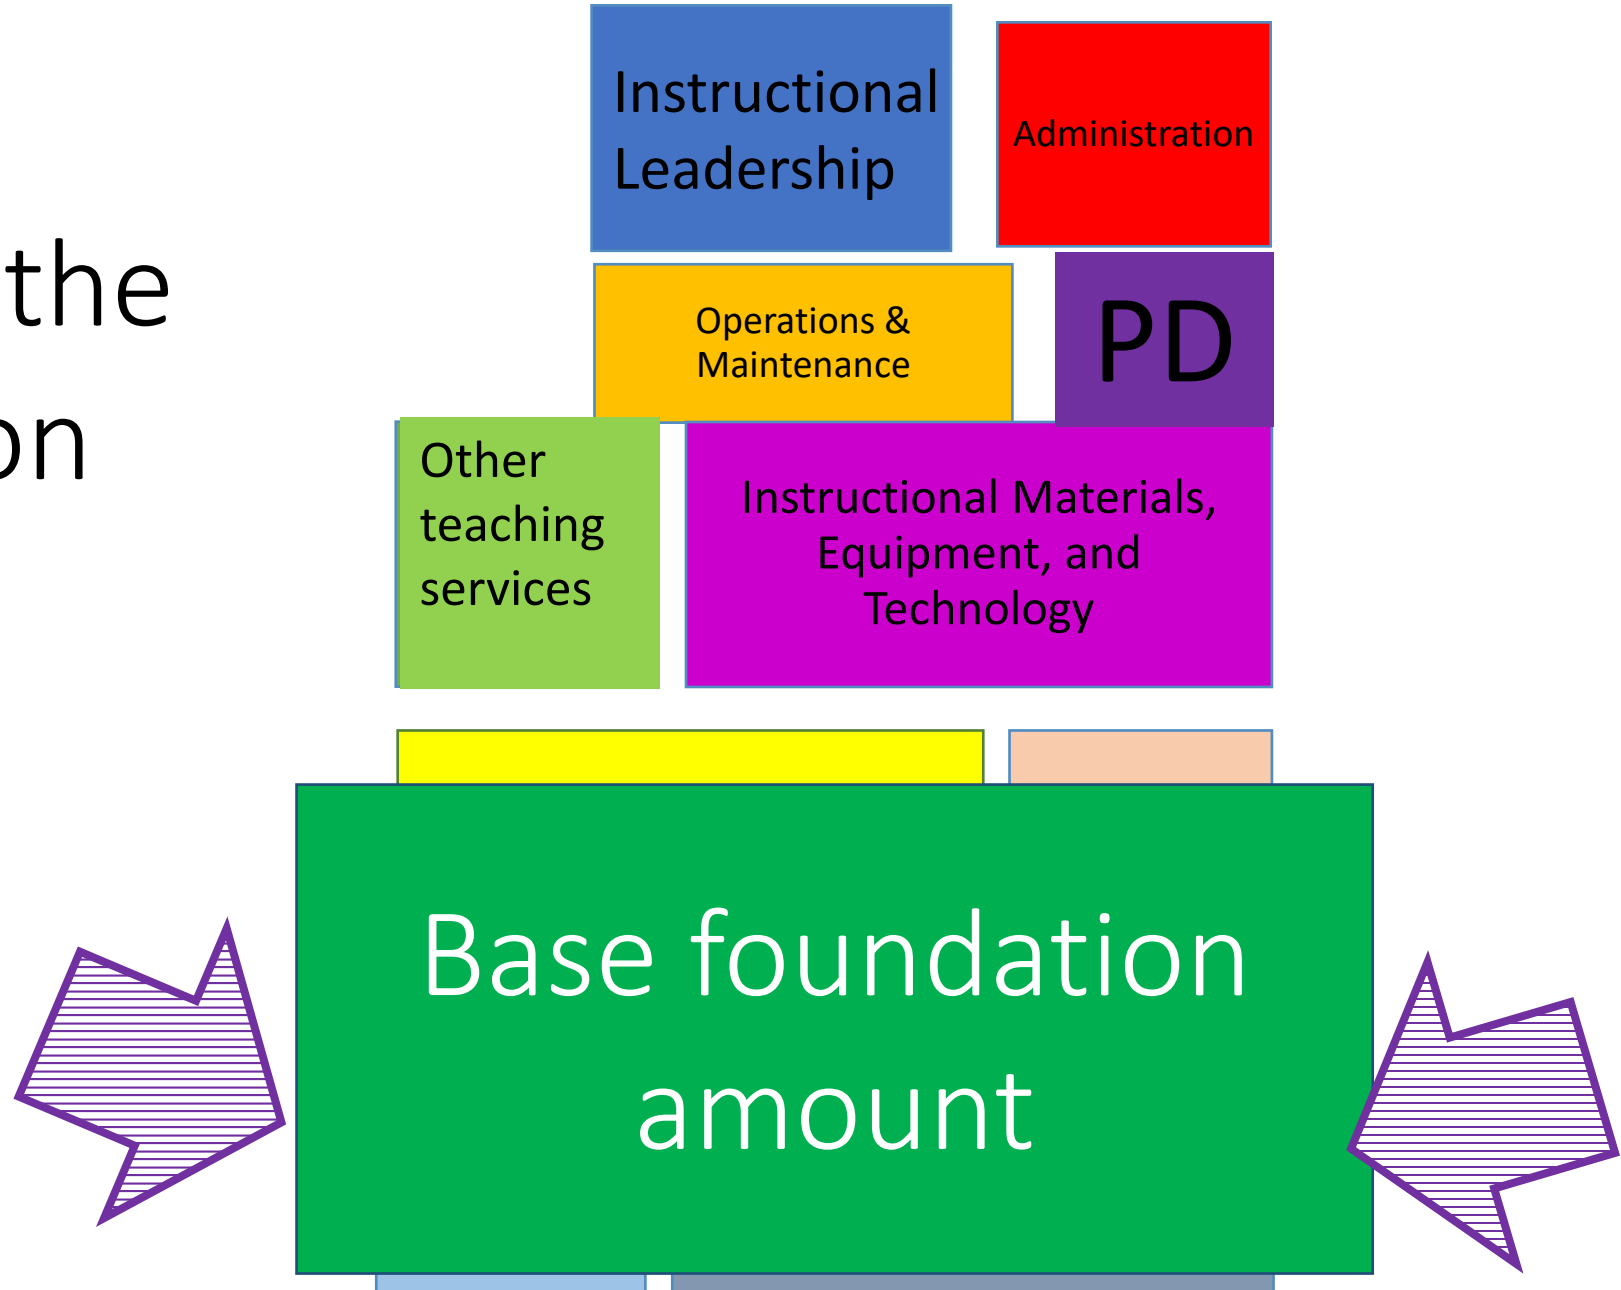 the
on
Instructional
Leadership
Administration
Operations &
Maintenance
PD
Other
teaching
services
Instructional Materials,
Equipment, and
Technology
Base foundation
amount